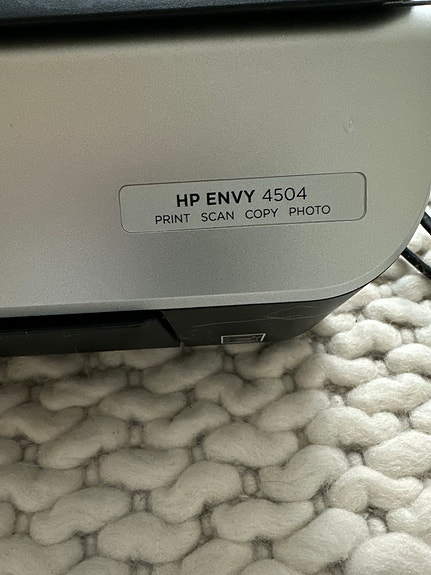 HP ENVY 4504
PRINT SCAN COPY PHOTO